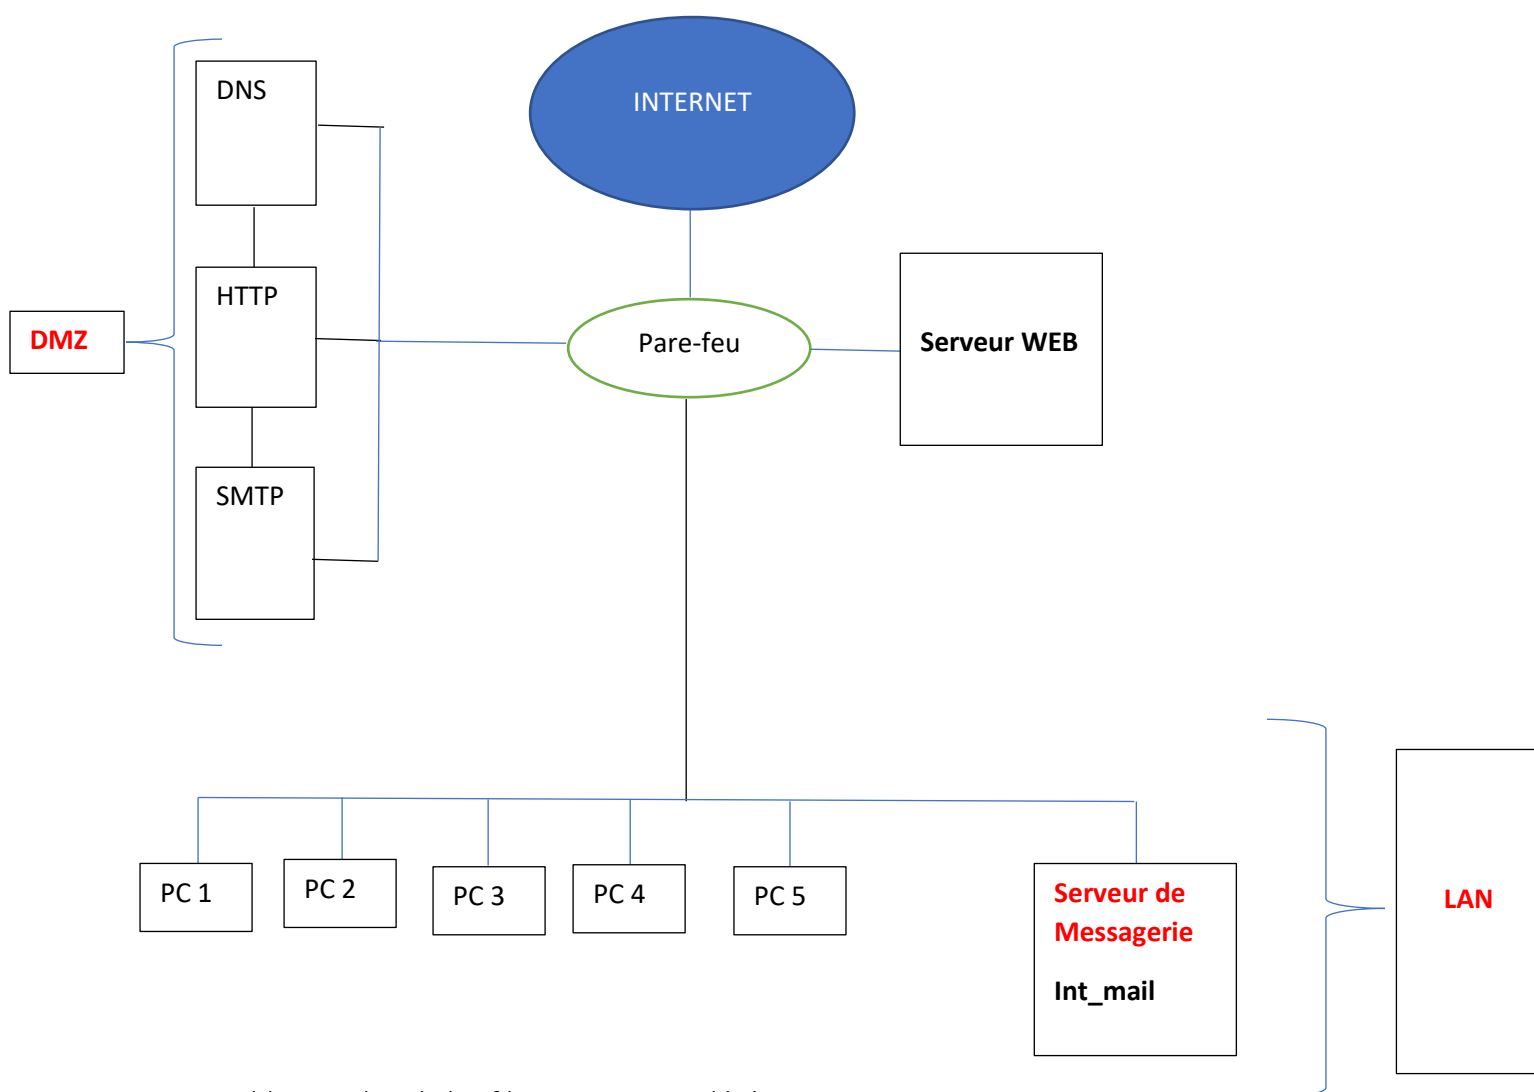 INTERNET
DNS
HTTP
SMTP
DMZ
Pare-feu
Serveur WEB
PC 1
PC 2
PC 3
PC 4
PC 5
Serveur de
Messagerie
Int_mail
LAN